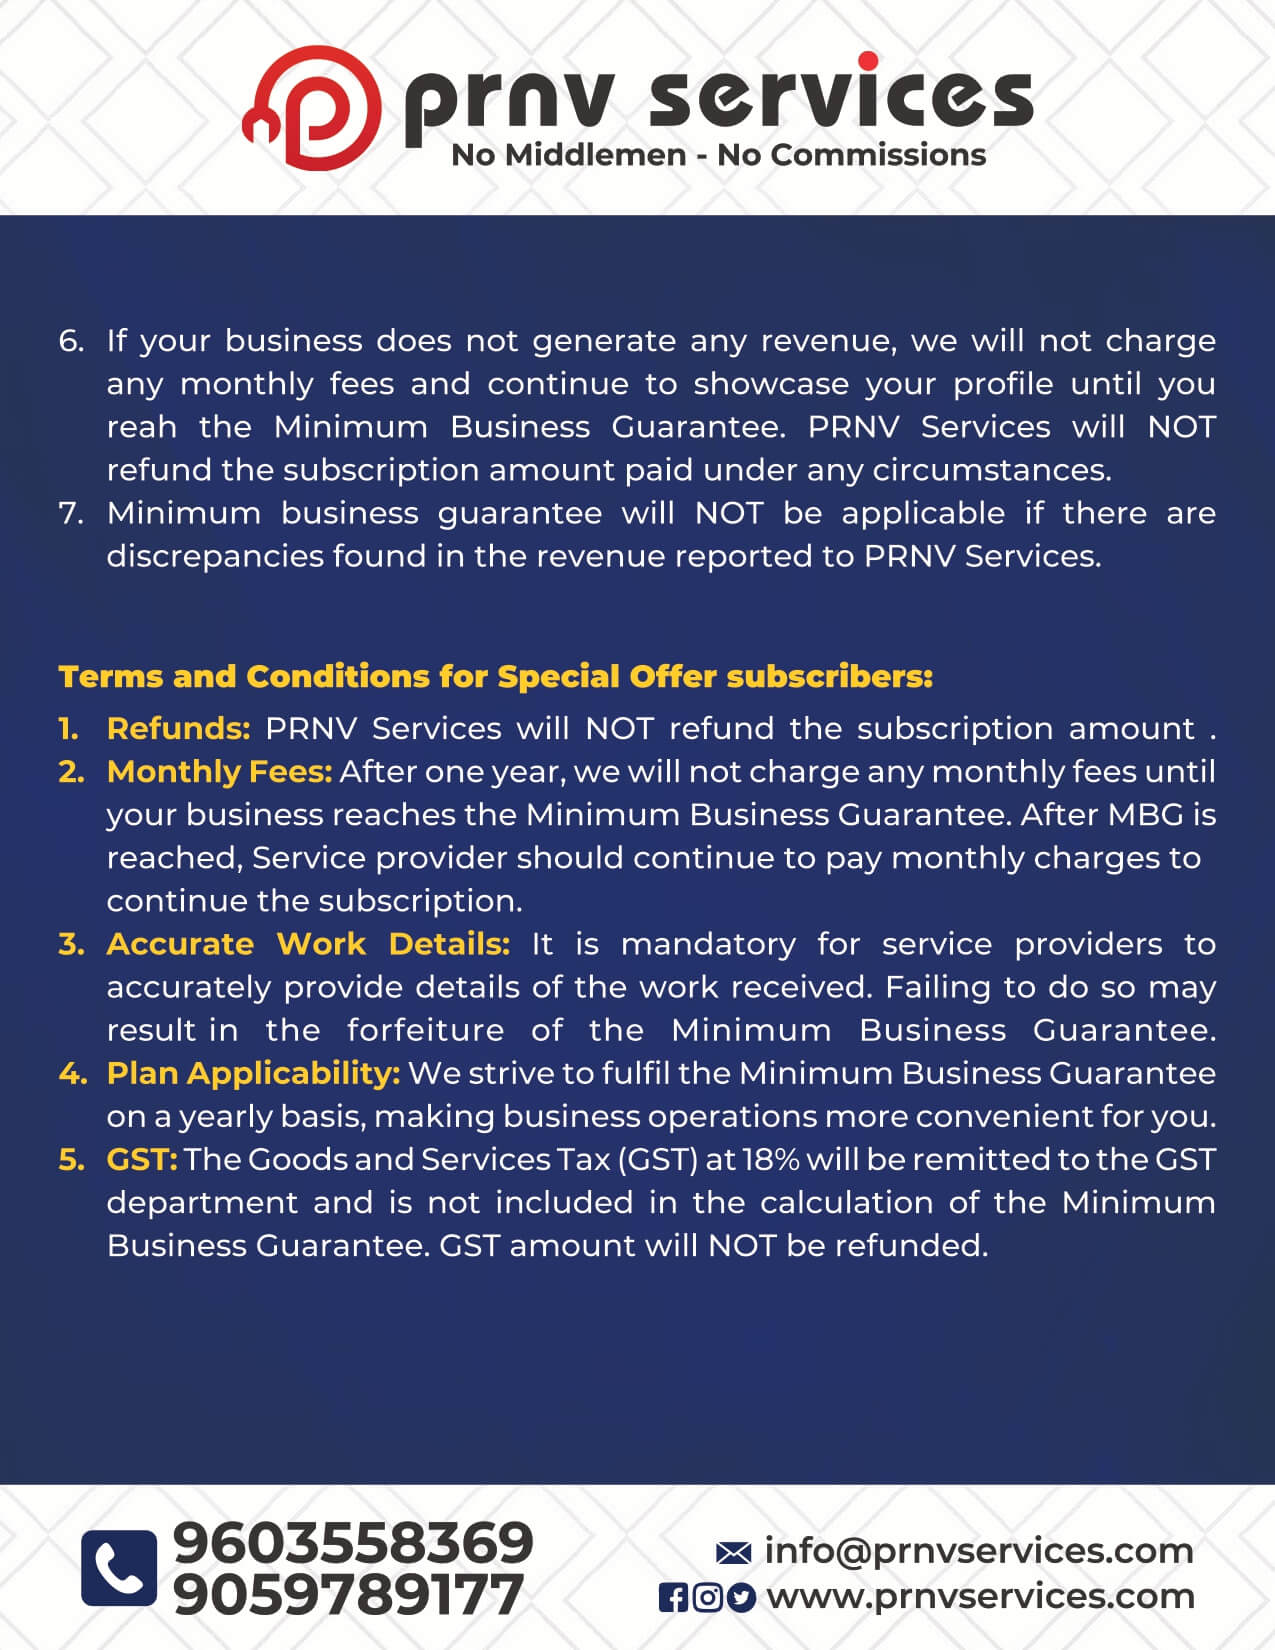 prnv services
No Middlemen - No Commissions
6. If your business does not generate any revenue, we will not charge
any monthly fees and continue to showcase your profile until you
reah the Minimum Business Guarantee. PRNV Services will NOT
refund the subscription amount paid under any circumstances.
7. Minimum business guarantee will NOT be applicable if there are
discrepancies found in the revenue reported to PRNV Services.
Terms and Conditions for Special Offer subscribers:
1. Refunds: PRNV Services will NOT refund the subscription amount .
2. Monthly Fees: After one year, we will not charge any monthly fees until
your business reaches the Minimum Business Guarantee. After MBG is
reached, Service provider should continue to pay monthly charges to
continue the subscription.
3. Accurate Work Details: It is mandatory for service providers to
accurately provide details of the work received. Failing to do so may
result in the forfeiture of the Minimum Business Guarantee.
4. Plan Applicability: We strive to fulfil the Minimum Business Guarantee
on a yearly basis, making business operations more convenient for you.
5. GST: The Goods and Services Tax (GST) at 18% will be remitted to the GST
department and is not included in the calculation of the Minimum
Business Guarantee. GST amount will NOT be refunded.
9603558369
9059789177
info@prnvservices.com
www.prnvservices.com